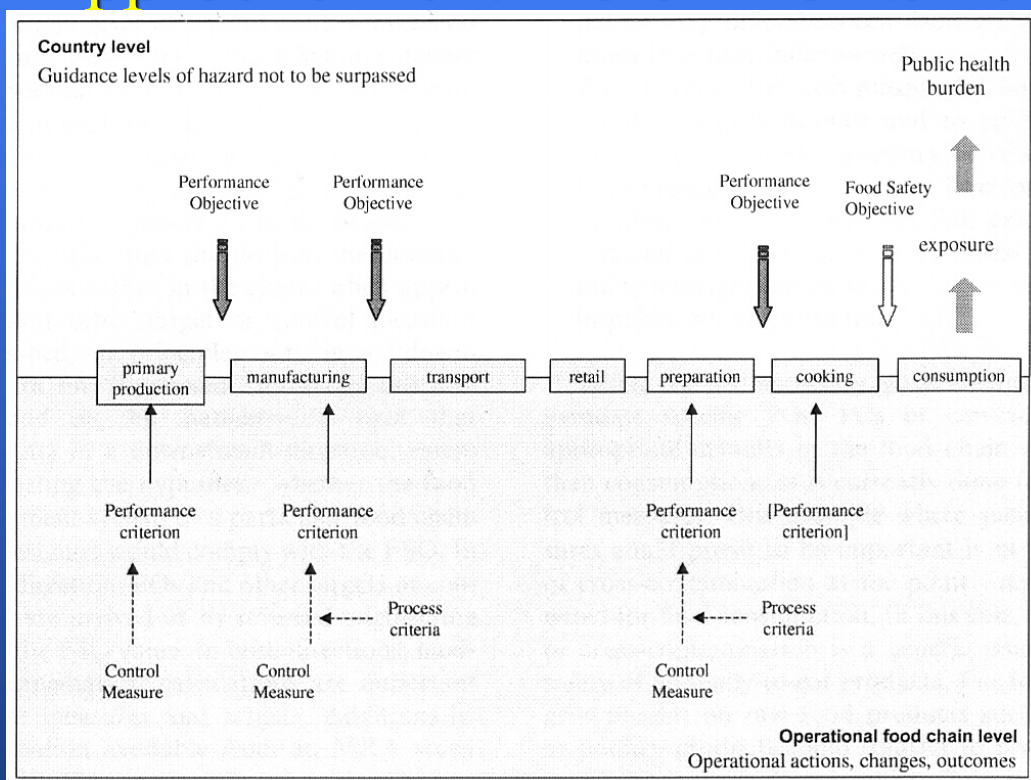 Country level
Guidance levels of hazard not to be surpassed
Public health
burden
Performance
Objective
Performance
Objective
Performance
Objective
Food Safety
Objective
exposure
primary
production
manufacturing
transport
retail
preparation
cooking
consumption
Performance
criterion
Performance
criterion
Performance
criterion
[Performance
criterion]
Process
criteria
Process
criteria
Control
Measure
Control
Measure
Control
Measure
Operational food chain level
Operational actions, changes, outcomes